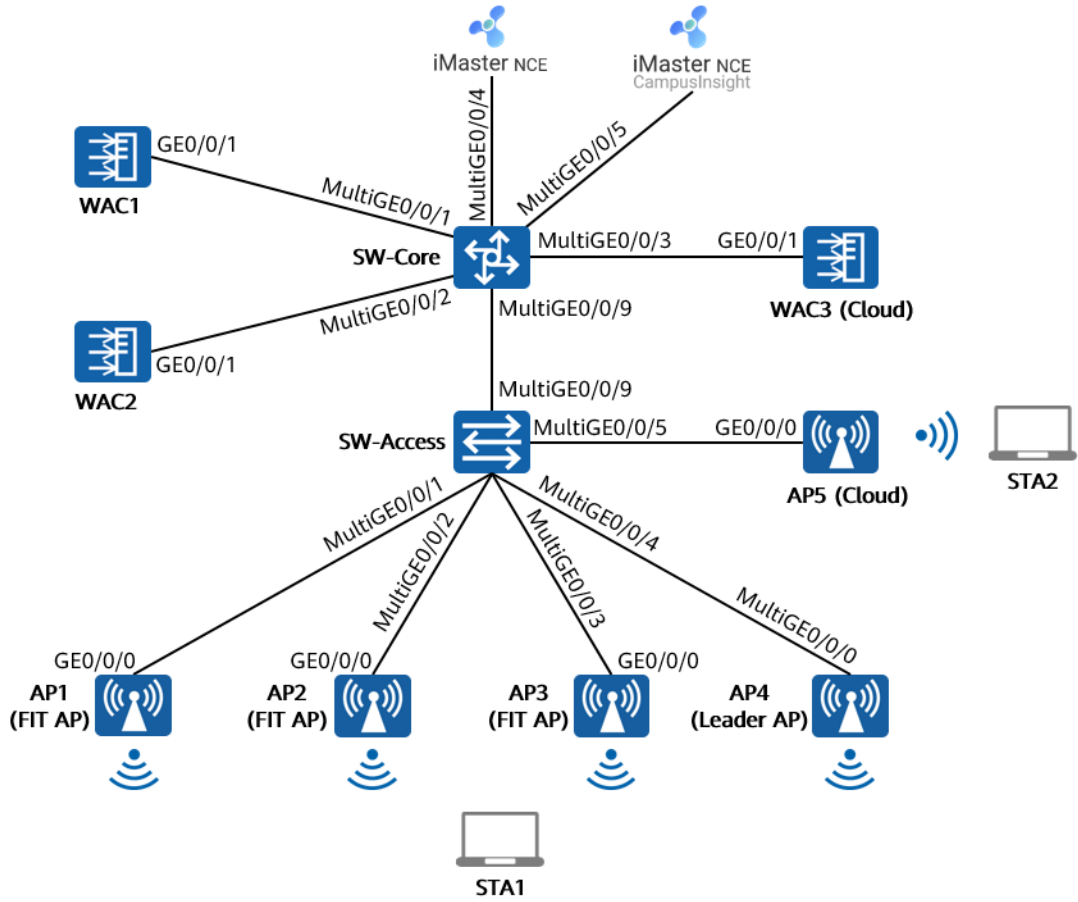 iMaster NCE
iMaster NCE
CampusInsight
MultiGE0/0/4
MultiGE0/0/5
GE0/0/1
WAC1
MultiGE0/0/1
SW-Core
MultiGE0/0/3
GE0/0/1
WAC3 (Cloud)
MultiGE0/0/2
GE0/0/1
WAC2
MultiGE0/0/9
MultiGE0/0/9
SW-Access
MultiGE0/0/5
GE0/0/0
AP5 (Cloud)
STA2
MultiGE0/0/1
MultiGE0/0/2
MultiGE0/0/3
MultiGE0/0/4
GE0/0/0
AP1
(FIT AP)
GE0/0/0
AP2
(FIT AP)
GE0/0/0
AP3
(FIT AP)
MultiGE0/0/0
AP4
(Leader AP)
STA1